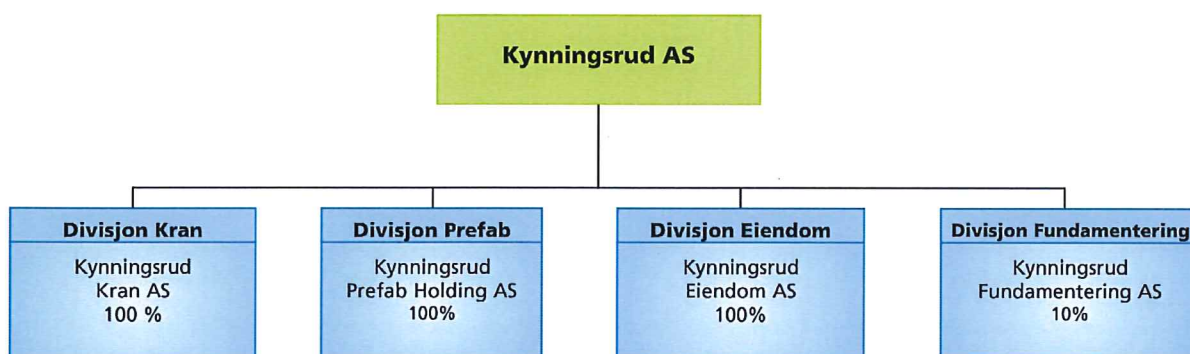 Kynningsrud AS
Divisjon Kran
Kynningsrud
Kran AS
100 %
Divisjon Prefab
Kynningsrud
Prefab Holding AS
100%
Divisjon Eiendom
Kynningsrud
Eiendom AS
100%
Divisjon Fundamentering
Kynningsrud
Fundamentering AS
10%